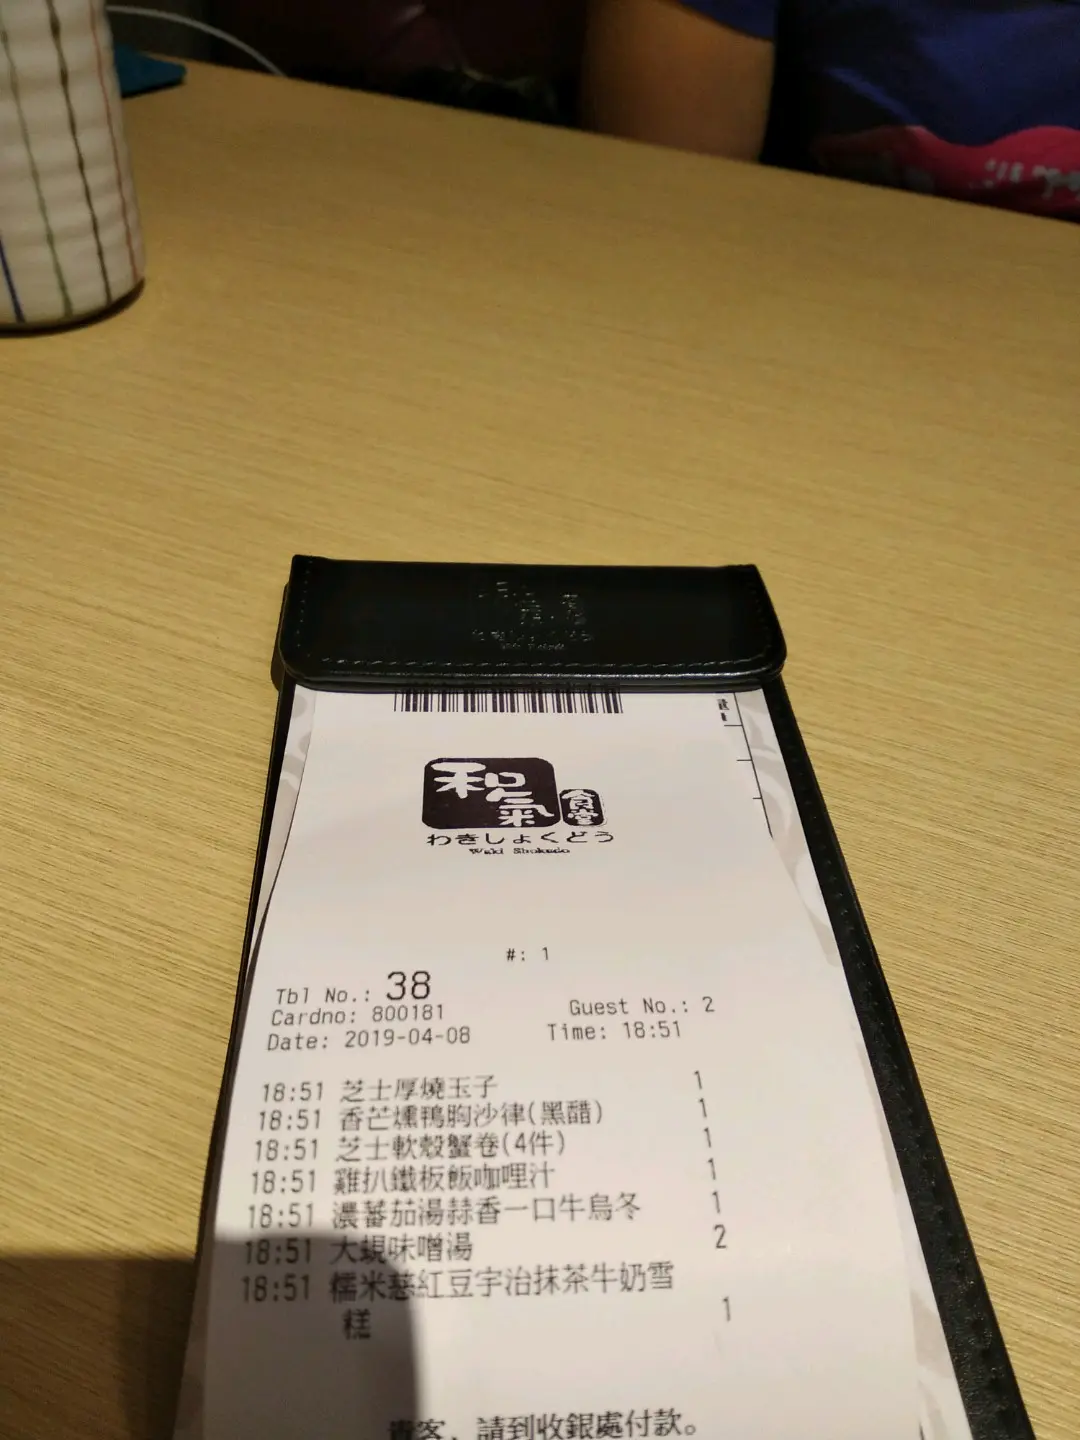 和氣
食堂
わきしょくどう
Waki Shokudo
#: 1
Tbl No.: 38
Cardno: 800181
Guest No.: 2
Date: 2019-04-08
Time: 18:51
18:51 芝士厚燒玉子 1
18:51 香芒燻鴨胸沙律(黑醋) 1
18:51 芝士軟殼蟹卷(4件) 1
18:51 雞扒鐵板飯咖哩汁 1
18:51 濃蕃茄湯蒜香一口牛烏冬 1
18:51 大蜆味噌湯 2
18:51 糯米慈紅豆宇治抹茶牛奶雪
糕 1
貴客，請到收銀處付款。